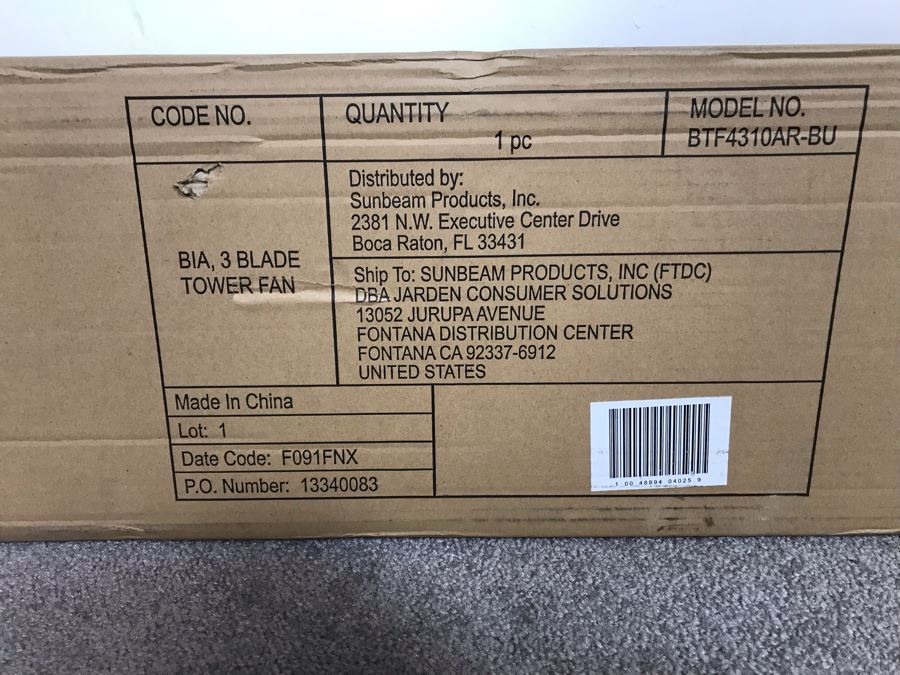 CODE NO.
QUANTITY
1 pc
MODEL NO.
BTF4310AR-BU
BIA, 3 BLADE
TOWER FAN
Distributed by:
Sunbeam Products, Inc.
2381 N.W. Executive Center Drive
Boca Raton, FL 33431
Ship To: SUNBEAM PRODUCTS, INC (FTDC)
DBA JARDEN CONSUMER SOLUTIONS
13052 JURUPA AVENUE
FONTANA DISTRIBUTION CENTER
FONTANA CA 92337-6912
UNITED STATES
Made In China
Lot: 1
Date Code: F091FNX
P.O. Number: 13340083
1 00 48894 04025 9